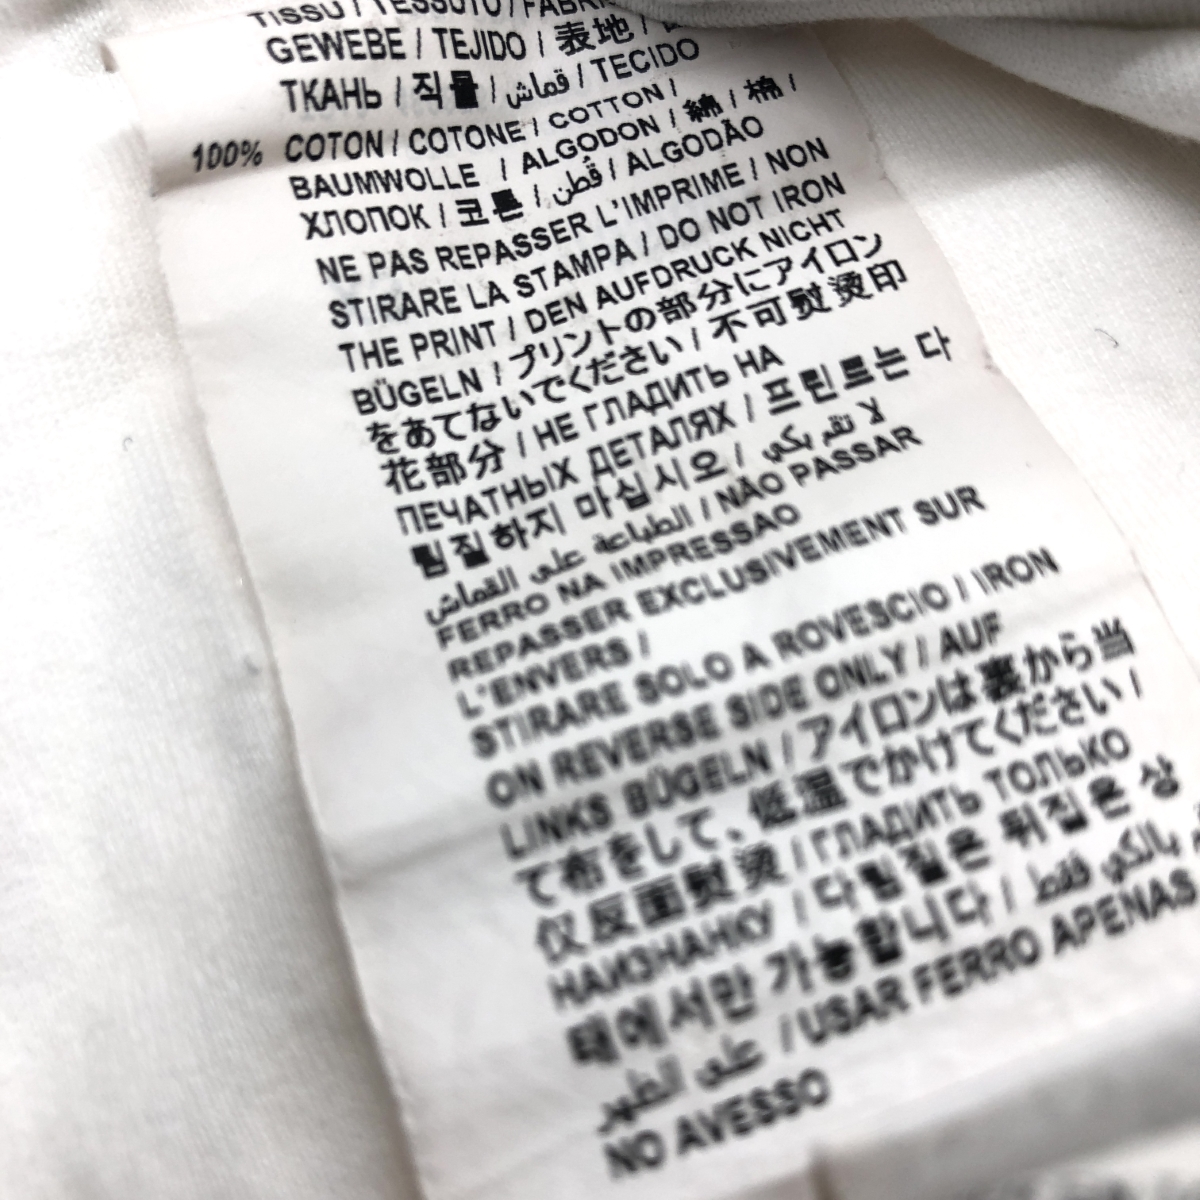 TISSU / TESSUTO / FABRI
GEWEBE / TEJIDO / 表地 /
ТКАНЬ / 직물 / قماش / TECIDO
100% COTON / COTONE / COTTON /
BAUMWOLLE / ALGODON / 綿 / 棉 /
ХЛОПОК / 코튼 / قطن / ALGODÃO
NE PAS REPASSER L'IMPRIME / NON
STIRARE LA STAMPA / DO NOT IRON
THE PRINT / DEN AUFDRUCK NICHT
BÜGELN / プリントの部分にアイロン
をあてないでください / 不可熨烫印
花部分 / НЕ ГЛАДИТЬ НА
ПЕЧАТНЫХ ДЕТАЛЯХ / 프린트는 다
림질하지 마십시오 / لا تقم بكي
الطباعة على القماش / NÃO PASSAR
FERRO NA IMPRESSAO
REPASSER EXCLUSIVEMENT SUR
L'ENVERS /
STIRARE SOLO A ROVESCIO / IRON
ON REVERSE SIDE ONLY / AUF
LINKS BÜGELN / アイロンは裏から当
て布をして、低温でかけてください /
仅反面熨烫 / ГЛАДИТЬ ТОЛЬКО
НАИЗНАНКУ / 다림질은 뒤집은 상
태에서만 가능합니다 / بالكي فقط
على الظهر / USAR FERRO APENAS
NO AVESSO